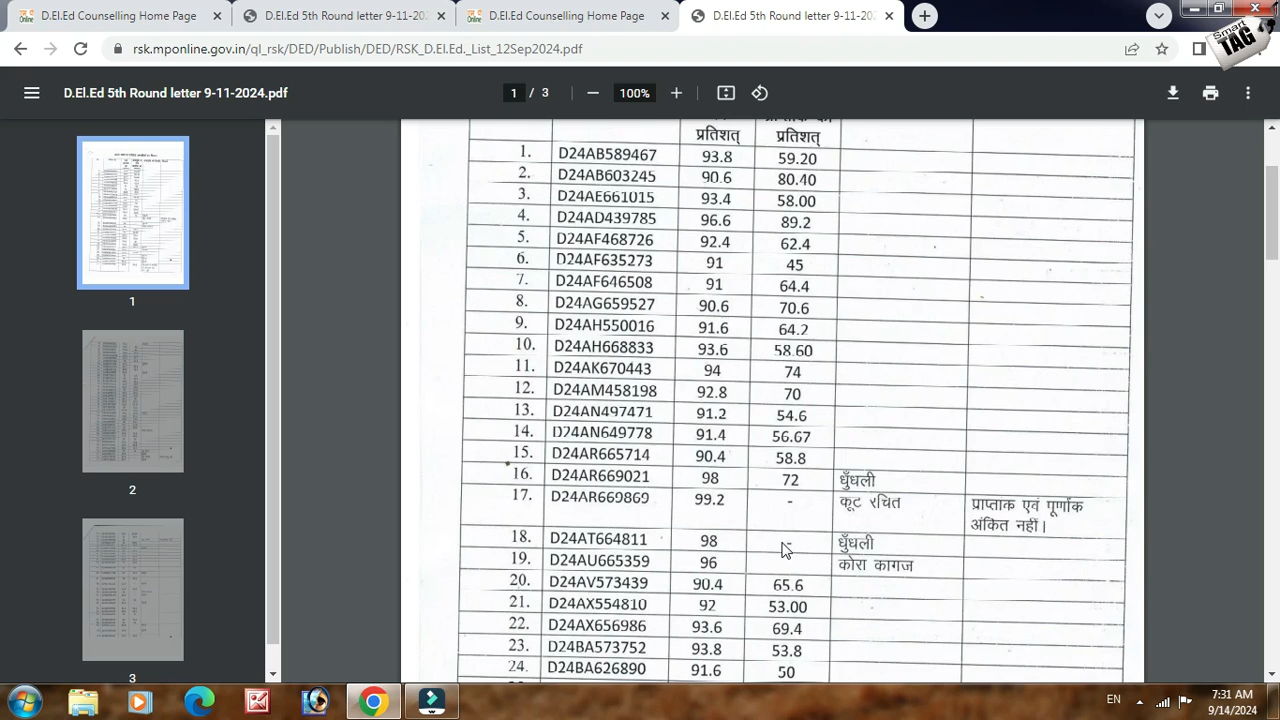 D.El.Ed Counselling Home Page
D.El.Ed 5th Round letter 9-11-202
D.El.Ed Counselling Home Page
D.El.Ed 5th Round letter 9-11-202
Smart TAG
rsk.mponline.gov.in/ql_rsk/DED/Publish/DED/RSK_D.El.Ed._List_12Sep2024.pdf
D.El.Ed 5th Round letter 9-11-2024.pdf
1 / 3
100%
1
2
3
प्रतिशत् प्रतिशत्
1. D24AB589467 93.8 59.20
2. D24AB603245 90.6 80.40
3. D24AE661015 93.4 58.00
4. D24AD439785 96.6 89.2
5. D24AF468726 92.4 62.4
6. D24AF635273 91 45
7. D24AF646508 91 64.4
8. D24AG659527 90.6 70.6
9. D24AH550016 91.6 64.2
10. D24AH668833 93.6 58.60
11. D24AK670443 94 74
12. D24AM458198 92.8 70
13. D24AN497471 91.2 54.6
14. D24AN649778 91.4 56.67
15. D24AR665714 90.4 58.8
16. D24AR669021 98 72 धुँधली
17. D24AR669869 99.2 - कूट रचित प्राप्ताक एवं पूर्णांक
अंकित नहीं।
18. D24AT664811 98 - धुँधली
19. D24AU665359 96 कोरा कागज
20. D24AV573439 90.4 65.6
21. D24AX554810 92 53.00
22. D24AX656986 93.6 69.4
23. D24BA573752 93.8 53.8
24. D24BA626890 91.6 50
EN
7:31 AM
9/14/2024